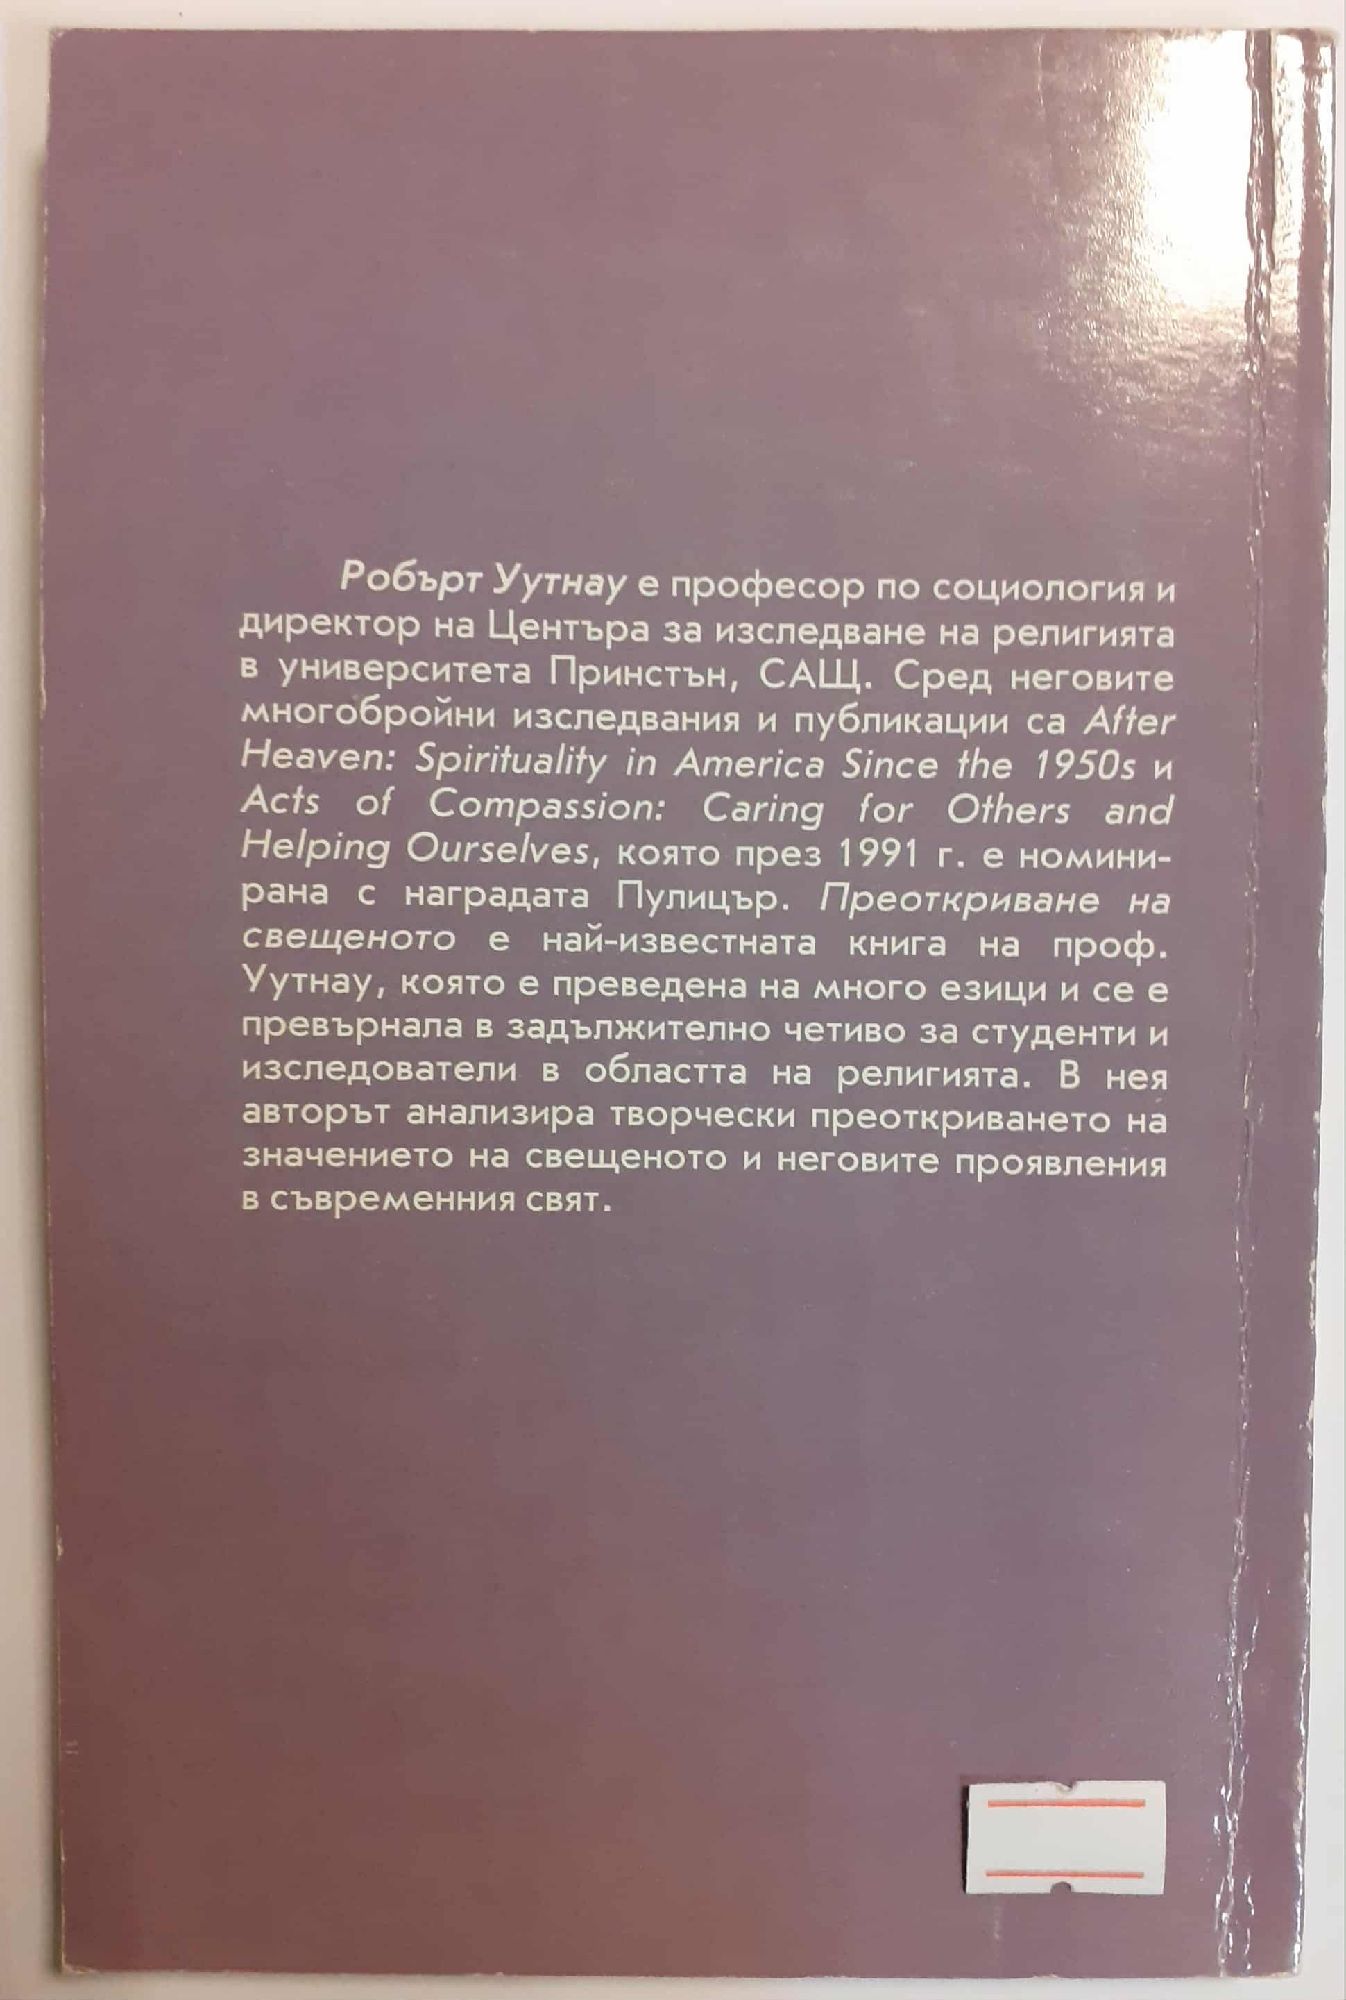 Робърт Уутнау е професор по социология и
директор на Центъра за изследване на религията
в университета Принстън, САЩ. Сред неговите
многобройни изследвания и публикации са After
Heaven: Spirituality in America Since the 1950s и
Acts of Compassion: Caring for Others and
Helping Ourselves, която през 1991 г. е номини-
рана с наградата Пулицър. Преоткриване на
свещеното е най-известната книга на проф.
Уутнау, която е преведена на много езици и се е
превърнала в задължително четиво за студенти и
изследователи в областта на религията. В нея
авторът анализира творчески преоткриването на
значението на свещеното и неговите проявления
в съвременния свят.